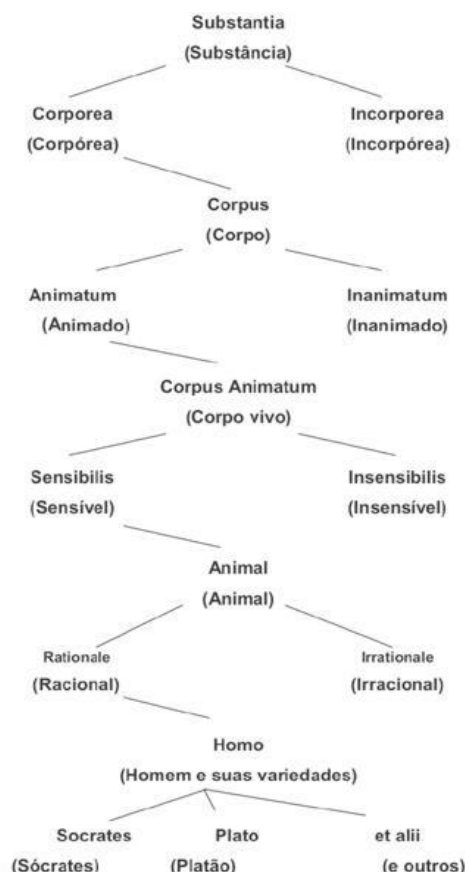 Substantia
(Substância)
Corporea Incorporea
(Corpórea) (Incorpórea)
Corpus
(Corpo)
Animatum Inanimatum
(Animado) (Inanimado)
Corpus Animatum
(Corpo vivo)
Sensibilis Insensibilis
(Sensível) (Insensível)
Animal
(Animal)
Rationale Irrationale
(Racional) (Irracional)
Homo
(Homem e suas variedades)
Socrates Plato et alii
(Sócrates) (Platão) (e outros)